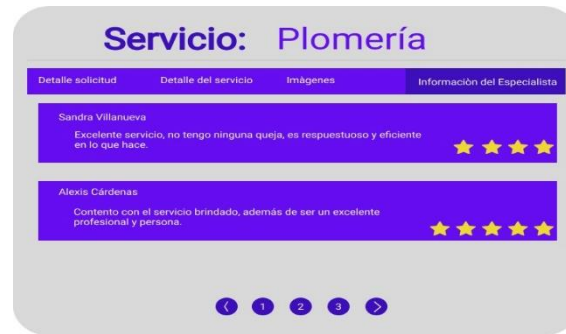 Servicio: Plomería
Detalle solicitud Detalle del servicio Imàgenes Informaciòn del Especialista
Sandra Villanueva
Excelente servicio, no tengo ninguna queja, es respuestuoso y eficiente
en lo que hace.
Alexis Cárdenas
Contento con el servicio brindado, además de ser un excelente
profesional y persona.
1 2 3